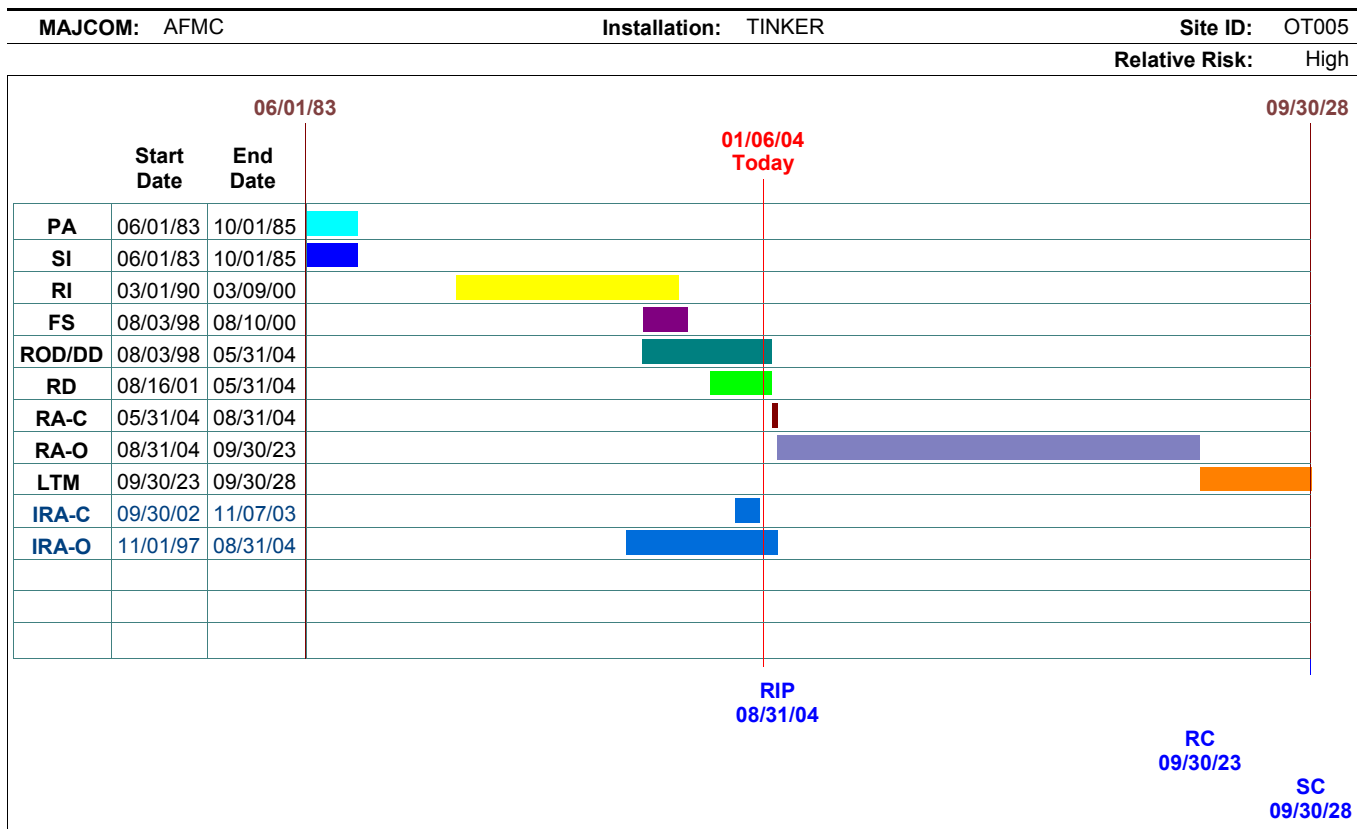 MAJCOM: AFMC Installation: TINKER Site ID: OT005
Relative Risk: High
06/01/83 09/30/28
01/06/04
Today
Start Date End Date
PA 06/01/83 10/01/85
SI 06/01/83 10/01/85
RI 03/01/90 03/09/00
FS 08/03/98 08/10/00
ROD/DD 08/03/98 05/31/04
RD 08/16/01 05/31/04
RA-C 05/31/04 08/31/04
RA-O 08/31/04 09/30/23
LTM 09/30/23 09/30/28
IRA-C 09/30/02 11/07/03
IRA-O 11/01/97 08/31/04
RIP
08/31/04
RC
09/30/23
SC
09/30/28